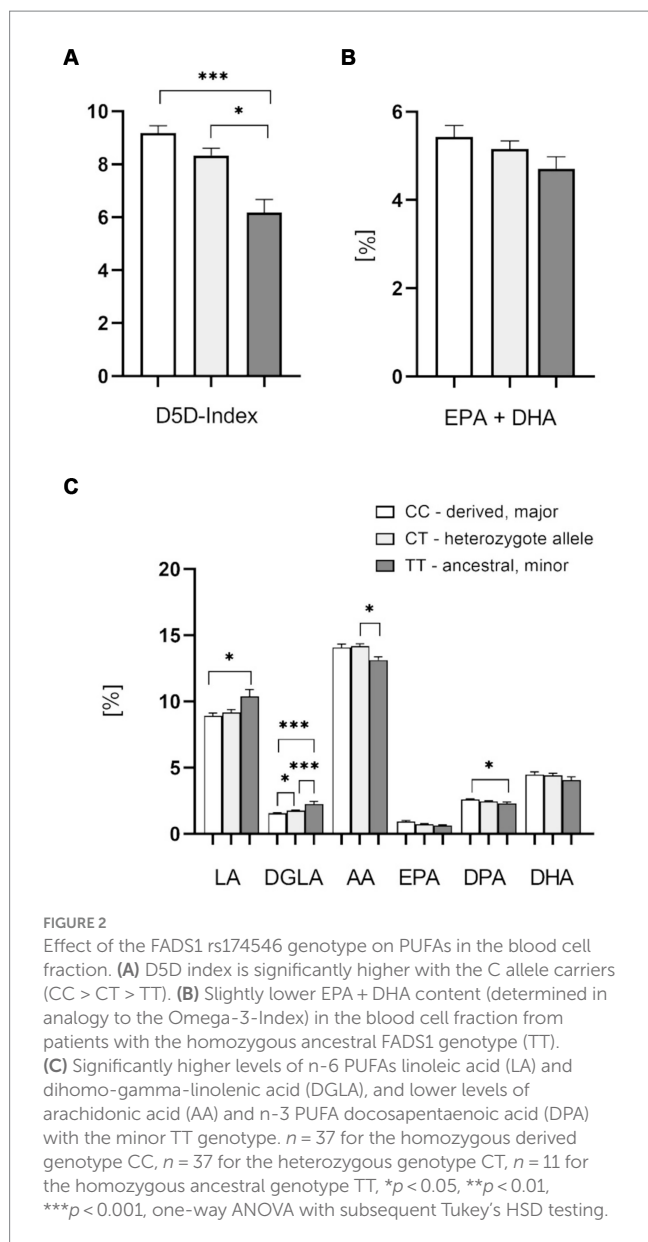 A
***
*
10
8
6
4
2
0
D5D-Index
B
6
4
2
0
[%]
EPA + DHA
C
CC - derived, major
CT - heterozygote allele
TT - ancestral, minor
20
15
10
5
0
[%]
*
***
*
***
*
*
LA DGLA AA EPA DPA DHA
FIGURE 2
Effect of the FADS1 rs174546 genotype on PUFAs in the blood cell
fraction. (A) D5D index is significantly higher with the C allele carriers
(CC > CT > TT). (B) Slightly lower EPA + DHA content (determined in
analogy to the Omega-3-Index) in the blood cell fraction from
patients with the homozygous ancestral FADS1 genotype (TT).
(C) Significantly higher levels of n-6 PUFAs linoleic acid (LA) and
dihomo-gamma-linolenic acid (DGLA), and lower levels of
arachidonic acid (AA) and n-3 PUFA docosapentaenoic acid (DPA)
with the minor TT genotype. n = 37 for the homozygous derived
genotype CC, n = 37 for the heterozygous genotype CT, n = 11 for
the homozygous ancestral genotype TT, *p < 0.05, **p < 0.01,
***p < 0.001, one-way ANOVA with subsequent Tukey's HSD testing.